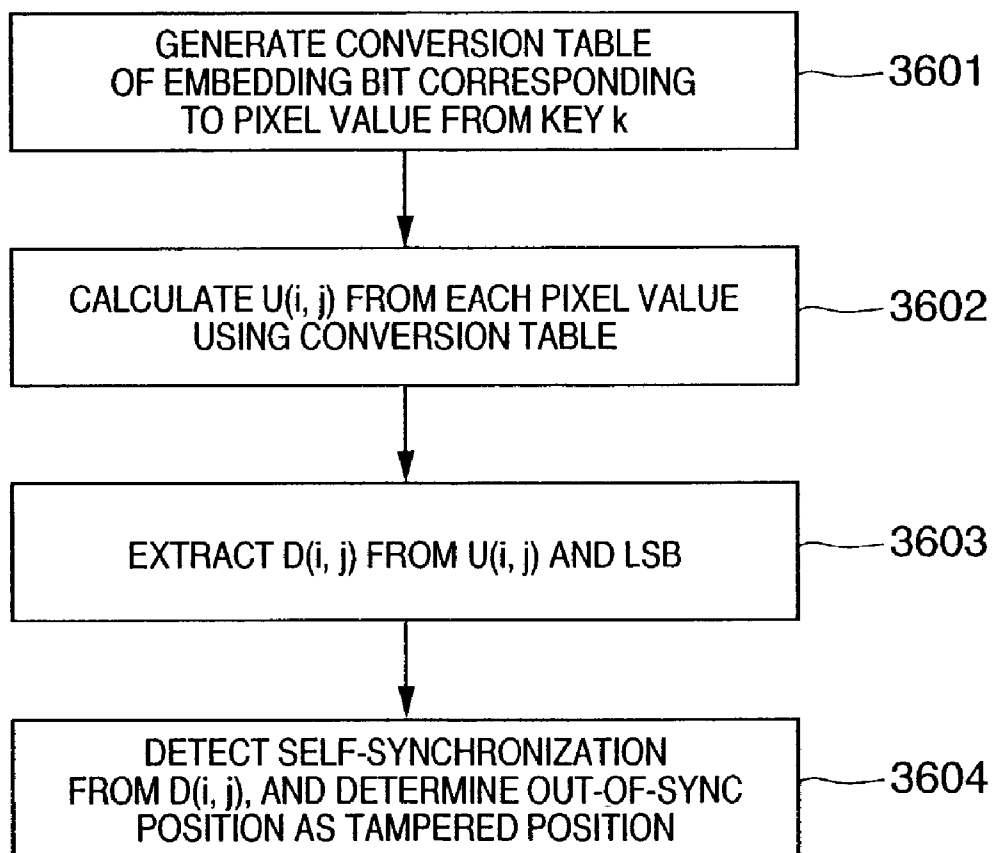 GENERATE CONVERSION TABLE
OF EMBEDDING BIT CORRESPONDING
TO PIXEL VALUE FROM KEY k
3601
CALCULATE U(i, j) FROM EACH PIXEL VALUE
USING CONVERSION TABLE
3602
EXTRACT D(i, j) FROM U(i, j) AND LSB
3603
DETECT SELF-SYNCHRONIZATION
FROM D(i, j), AND DETERMINE OUT-OF-SYNC
POSITION AS TAMPERED POSITION
3604